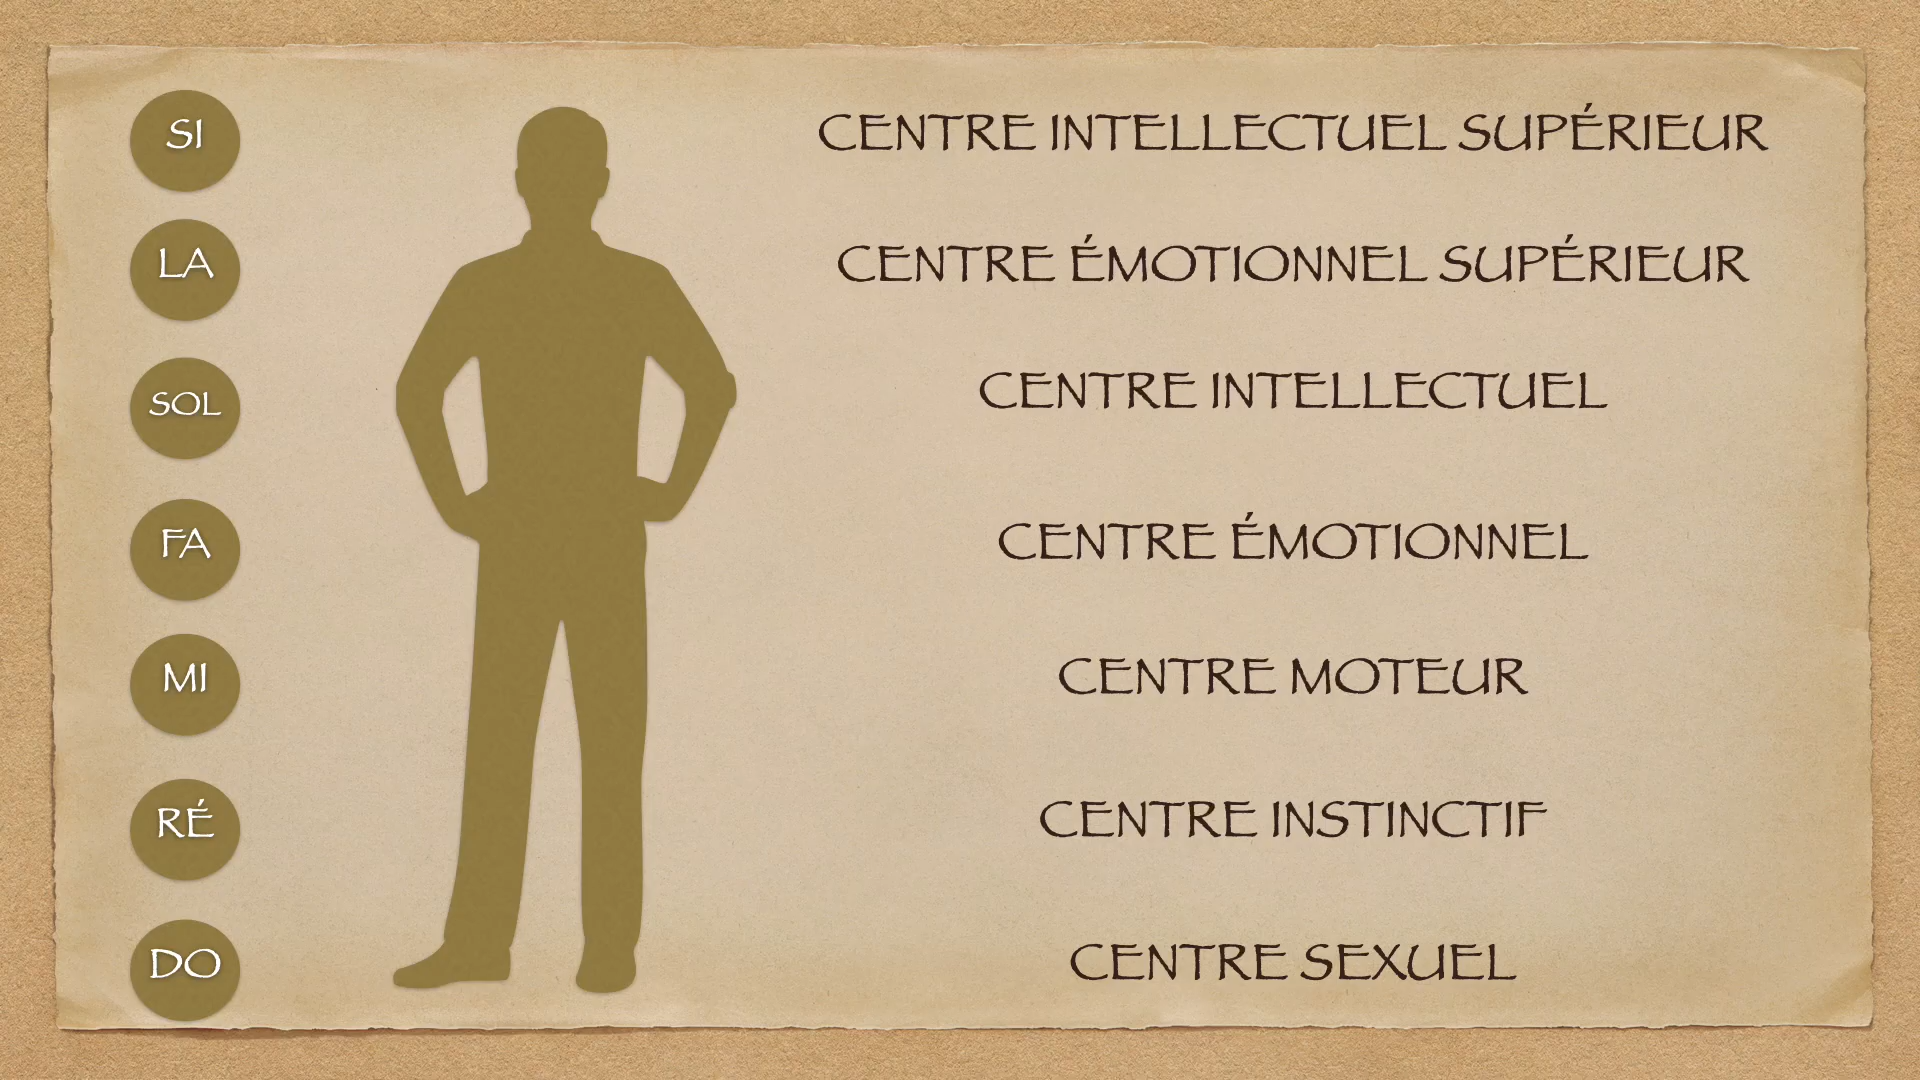 SI
CENTRE INTELLECTUEL SUPÉRIEUR
LA
CENTRE ÉMOTIONNEL SUPÉRIEUR
SOL
CENTRE INTELLECTUEL
FA
CENTRE ÉMOTIONNEL
MI
CENTRE MOTEUR
RÉ
CENTRE INSTINCTIF
DO
CENTRE SEXUEL